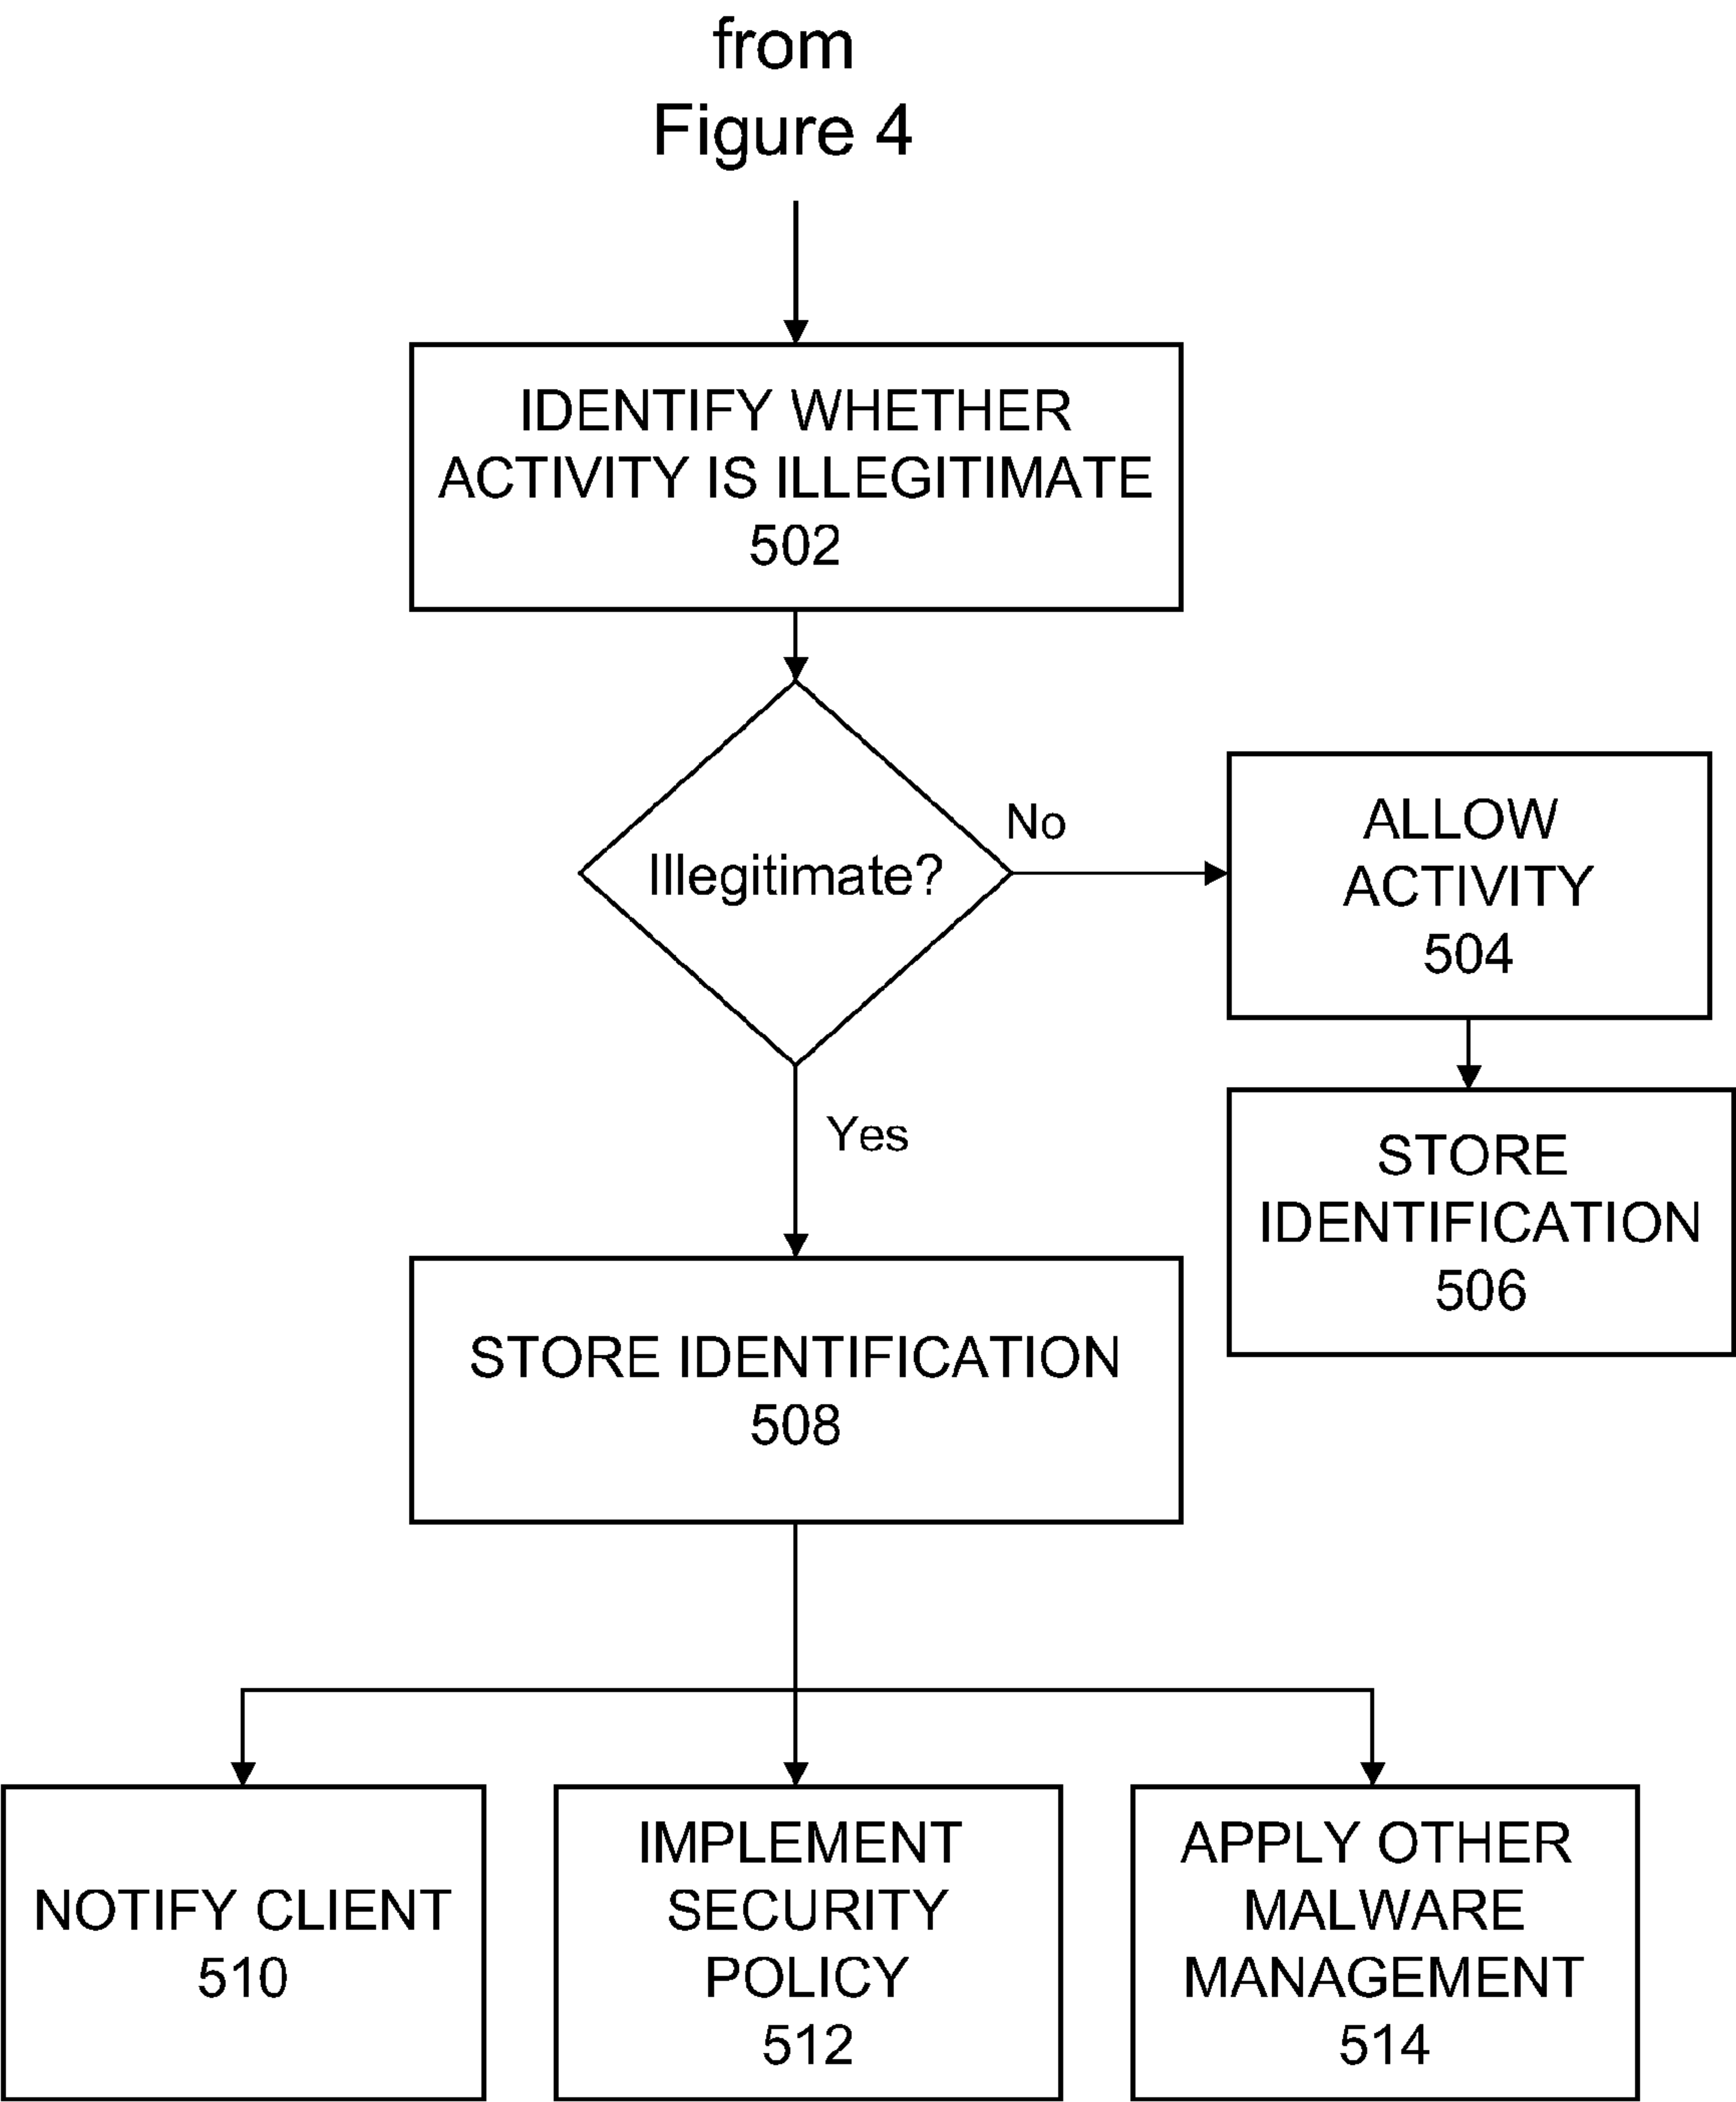 from
Figure 4
IDENTIFY WHETHER
ACTIVITY IS ILLEGITIMATE
502
Illegitimate?
No
ALLOW
ACTIVITY
504
Yes
STORE
IDENTIFICATION
506
STORE IDENTIFICATION
508
NOTIFY CLIENT
510
IMPLEMENT
SECURITY
POLICY
512
APPLY OTHER
MALWARE
MANAGEMENT
514